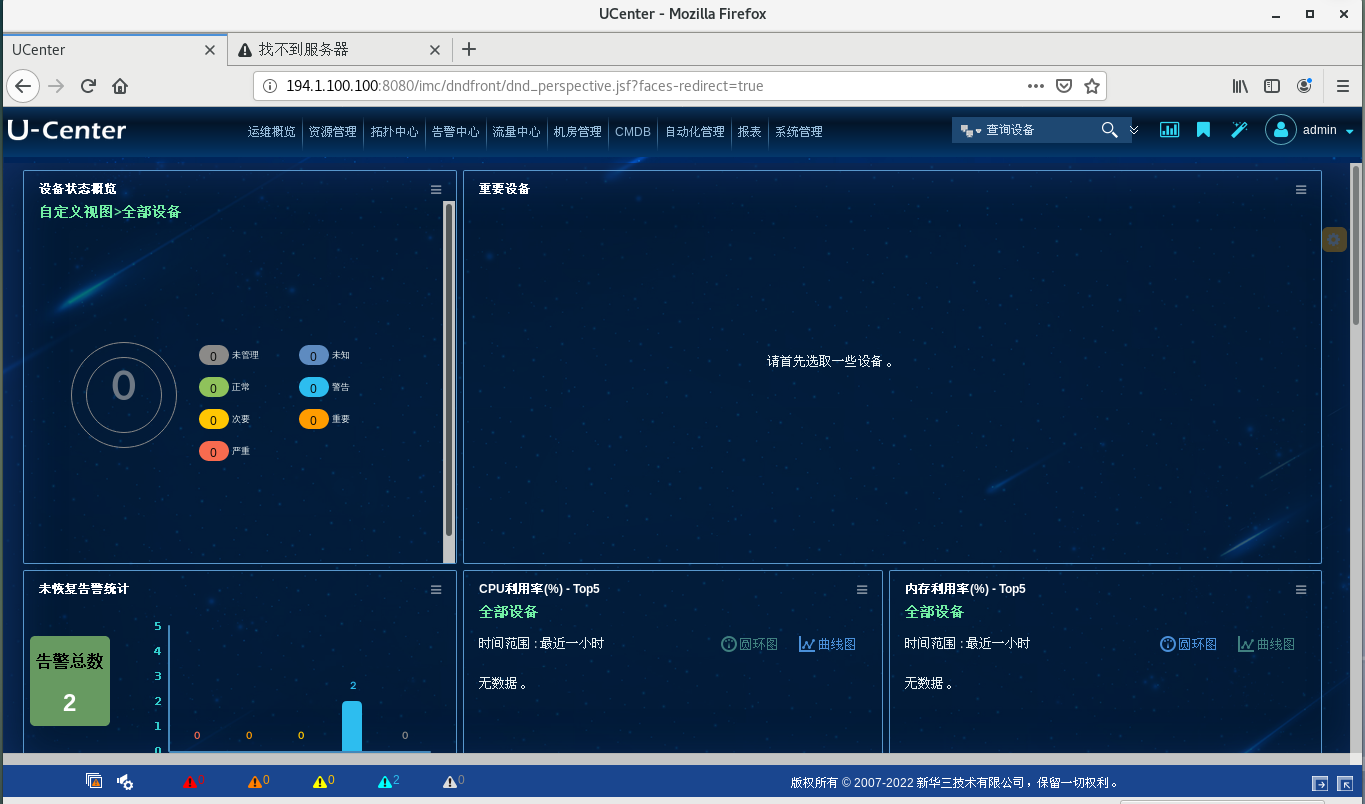 UCenter - Mozilla Firefox
UCenter
找不到服务器
194.1.100.100:8080/imc/dndfront/dnd_perspective.jsf?faces-redirect=true
U-Center
运维概览 资源管理 拓扑中心 告警中心 流量中心 机房管理 CMDB 自动化管理 报表 系统管理
查询设备
admin
设备状态概览
自定义视图>全部设备
0
0 未管理
0 未知
0 正常
0 警告
0 次要
0 重要
0 严重
重要设备
请首先选取一些设备。
未恢复告警统计
告警总数
2
5
4
3
2
1
0
0 0 0 2 0
CPU利用率(%) - Top5
全部设备
时间范围 : 最近一小时
圆环图 曲线图
无数据。
内存利用率(%) - Top5
全部设备
时间范围 : 最近一小时
圆环图 曲线图
无数据。
0 0 0 2 0
版权所有 © 2007-2022 新华三技术有限公司，保留一切权利。